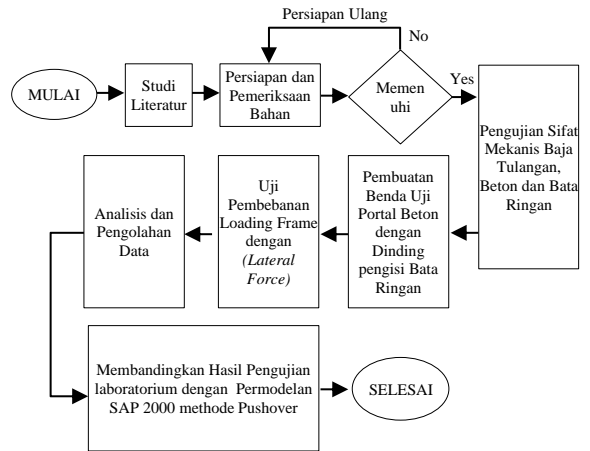 Persiapan Ulang
No
MULAI
Studi
Literatur
Persiapan dan
Pemeriksaan
Bahan
Memen
uhi
Yes
Pengujian Sifat
Mekanis Baja
Tulangan,
Beton dan Bata
Ringan
Pembuatan
Benda Uji
Portal Beton
dengan
Dinding
pengisi Bata
Ringan
Uji
Pembebanan
Loading Frame
dengan
(Lateral
Force)
Analisis dan
Pengolahan
Data
Membandingkan Hasil Pengujian
laboratorium dengan Permodelan
SAP 2000 methode Pushover
SELESAI